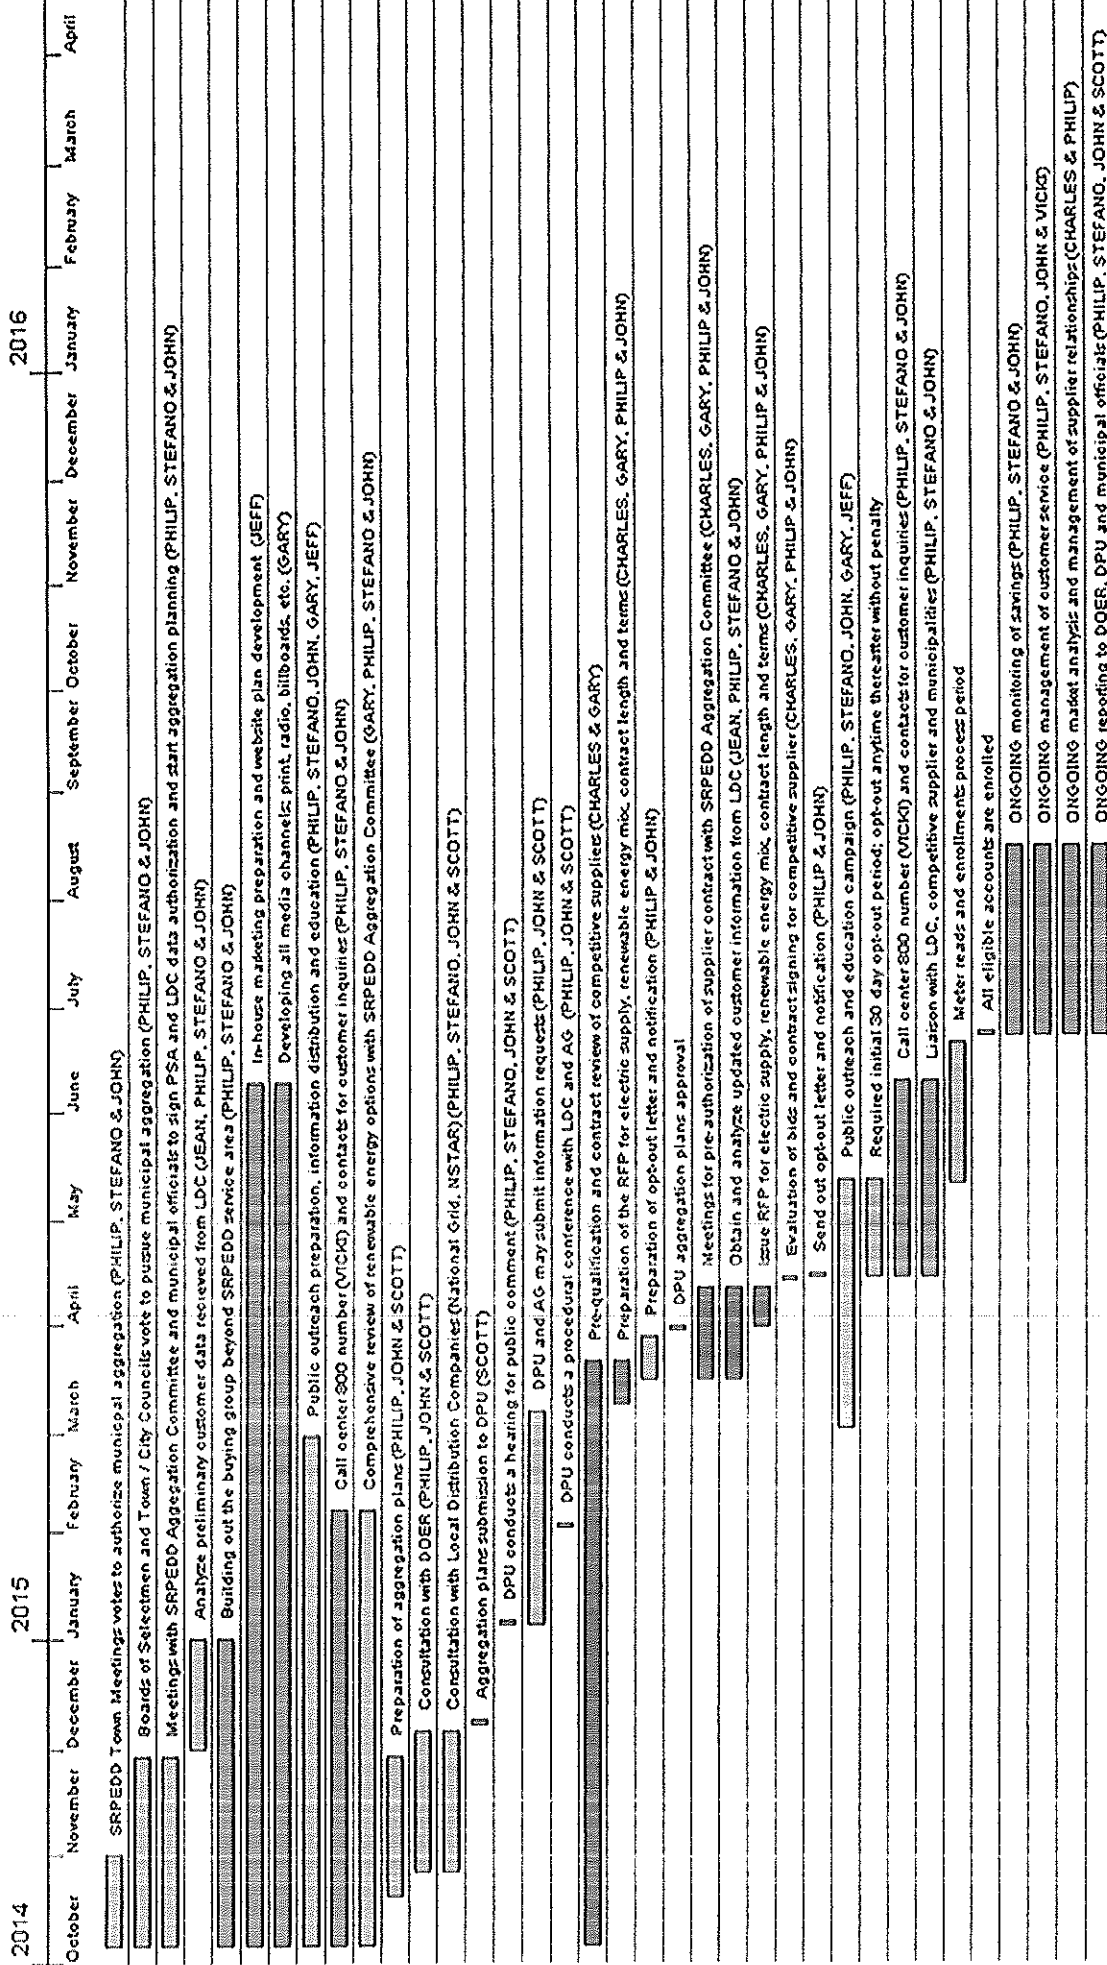 2014
2015
2016
October November December January February March April May June July August September October November December January February March April
SRPEDD Town Meetings votes to authorize municpal aggregation (PHILIP, STEFANO & JOHN)
Boards of Selectmen and Town / City Councils vote to pursue municipal aggregation (PHILIP, STEFANO & JOHN)
Meetings with SRPEDD Aggegation Committee and municipal officials to sign PSA and LDC data authorization and start aggregation planning (PHILIP, STEFANO & JOHN)
Analyze preliminary customer data recieved from LDC (JEAN, PHILIP, STEFANO & JOHN)
Building out the buying group beyond SRPEDD service area (PHILIP, STEFANO & JOHN)
In-house marketing preparation and website plan development (JEFF)
Developing all media channels; print, radio, billboards, etc. (GARY)
Public outreach preparation, information distribution and education (PHILIP, STEFANO, JOHN, GARY, JEFF)
Call center 800 number (VICKI) and contacts for customer inquiries (PHILIP, STEFANO & JOHN)
Comprehensive review of renewable energy options with SRPEDD Aggregation Committee (GARY, PHILIP, STEFANO & JOHN)
Preparation of aggregation plans (PHILIP, JOHN & SCOTT)
Consultation with DOER (PHILIP, JOHN & SCOTT)
Consultation with Local Distribution Companies (National Grid, NSTAR) (PHILIP, STEFANO, JOHN & SCOTT)
Aggregation plans submission to DPU (SCOTT)
DPU conducts a hearing for public comment (PHILIP, STEFANO, JOHN & SCOTT)
DPU and AG may submit information requests (PHILIP, JOHN & SCOTT)
DPU conducts a procedural conference with LDC and AG (PHILIP, JOHN & SCOTT)
Pre-qualification and contract review of competitive suppliers (CHARLES & GARY)
Preparation of the RFP for electric supply, renewable energy mix, contract length and terms (CHARLES, GARY, PHILIP & JOHN)
Preparation of opt-out letter and notification (PHILIP & JOHN)
DPU aggregation plans approval
Meetings for pre-authorization of supplier contract with SRPEDD Aggregation Committee (CHARLES, GARY, PHILIP & JOHN)
Obtain and analyze updated customer information from LDC (JEAN, PHILIP, STEFANO & JOHN)
Issue RFP for electric supply, renewable energy mix, contract length and terms (CHARLES, GARY, PHILIP & JOHN)
Evaluation of bids and contract signing for competitive supplier (CHARLES, GARY, PHILIP & JOHN)
Send out opt-out letter and notification (PHILIP & JOHN)
Public outreach and education campaign (PHILIP, STEFANO, JOHN, GARY, JEFF)
Required initial 30 day opt-out period; opt-out anytime thereafter without penalty
Call center 800 number (VICKI) and contacts for customer inquiries (PHILIP, STEFANO & JOHN)
Liaison with LDC, competitive supplier and municipalities (PHILIP, STEFANO & JOHN)
Meter reads and enrollments process period
All eligible accounts are enrolled
ONGOING monitoring of savings (PHILIP, STEFANO & JOHN)
ONGOING management of customer service (PHILIP, STEFANO, JOHN & VICKI)
ONGOING market analysis and management of supplier relationships (CHARLES & PHILIP)
ONGOING reporting to DOER, DPU and municipal officials (PHILIP, STEFANO, JOHN & SCOTT)